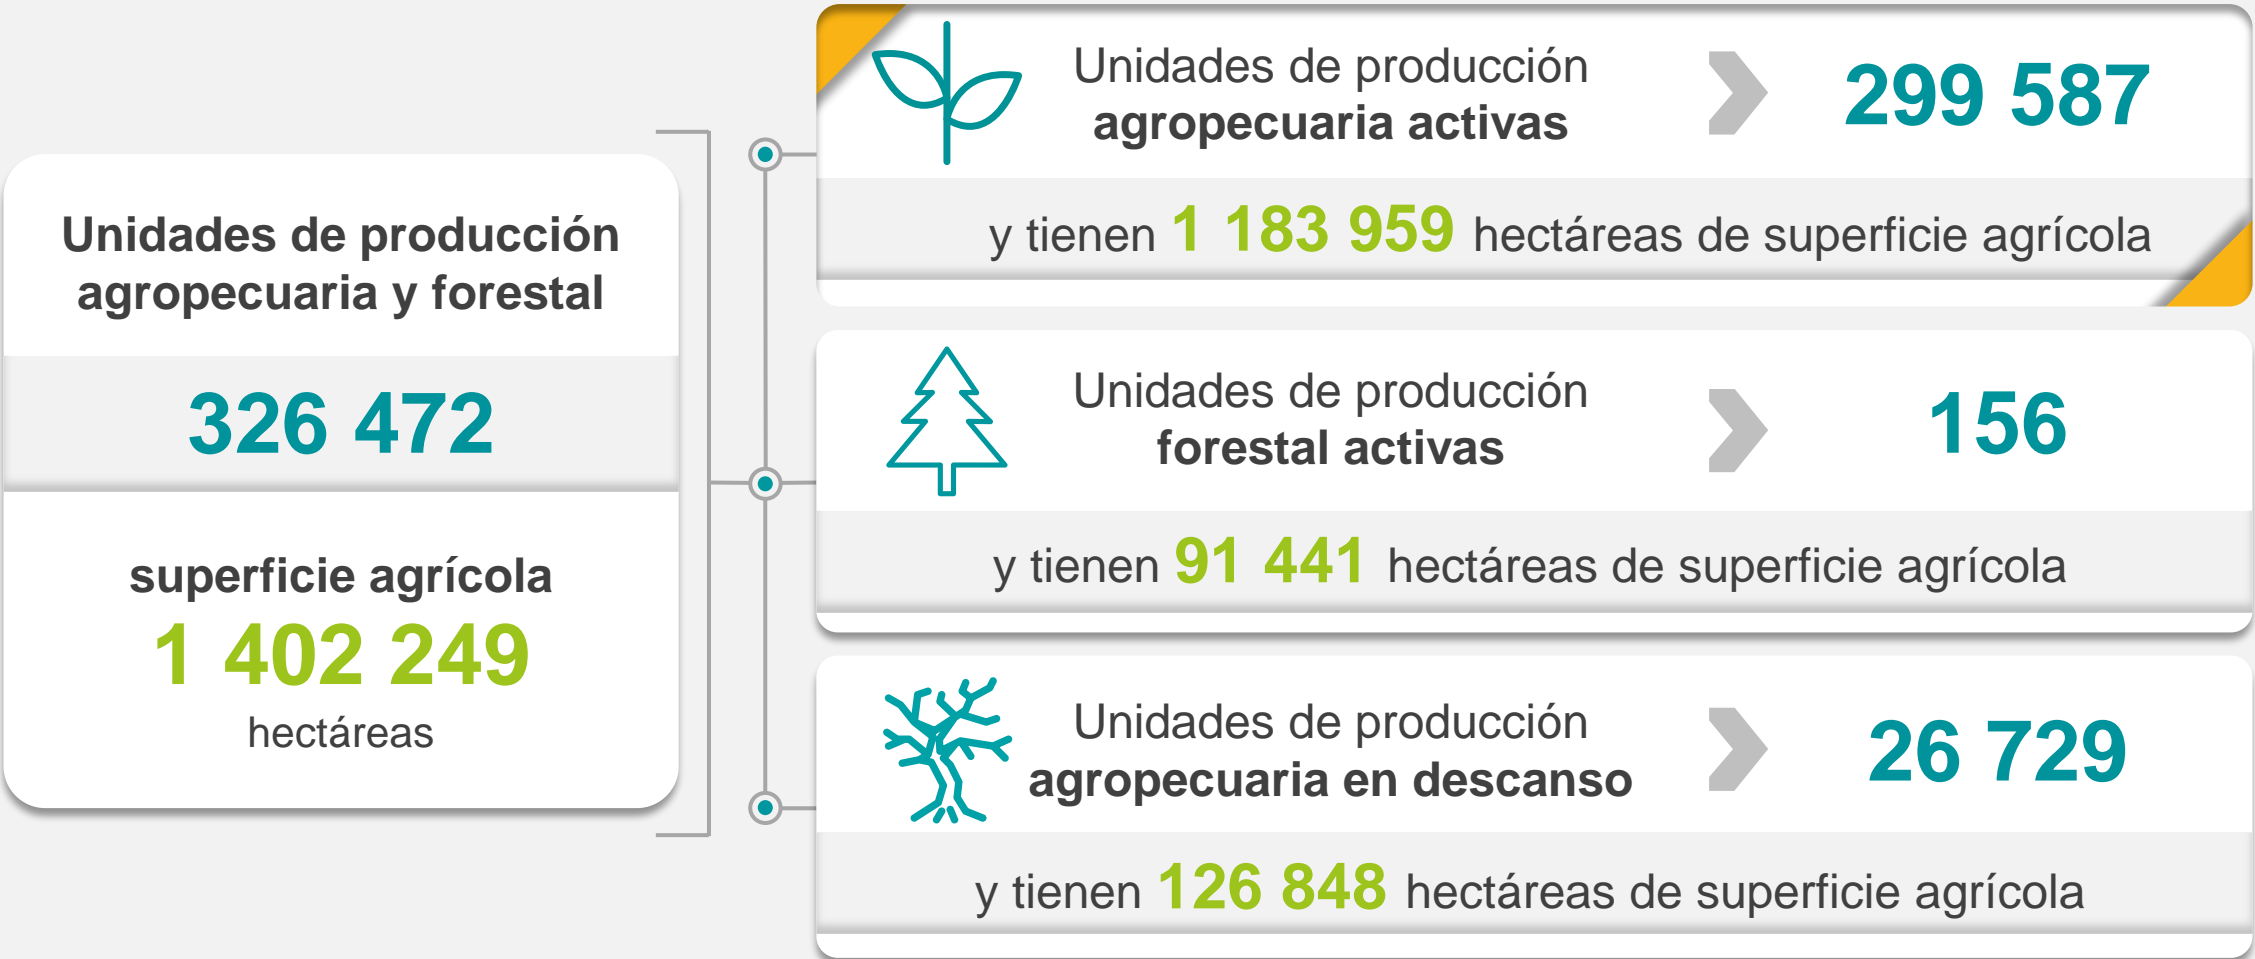 Unidades de producción
agropecuaria y forestal
326 472
superficie agrícola
1 402 249
hectáreas
Unidades de producción
agropecuaria activas
299 587
y tienen 1 183 959 hectáreas de superficie agrícola
Unidades de producción
forestal activas
156
y tienen 91 441 hectáreas de superficie agrícola
Unidades de producción
agropecuaria en descanso
26 729
y tienen 126 848 hectáreas de superficie agrícola